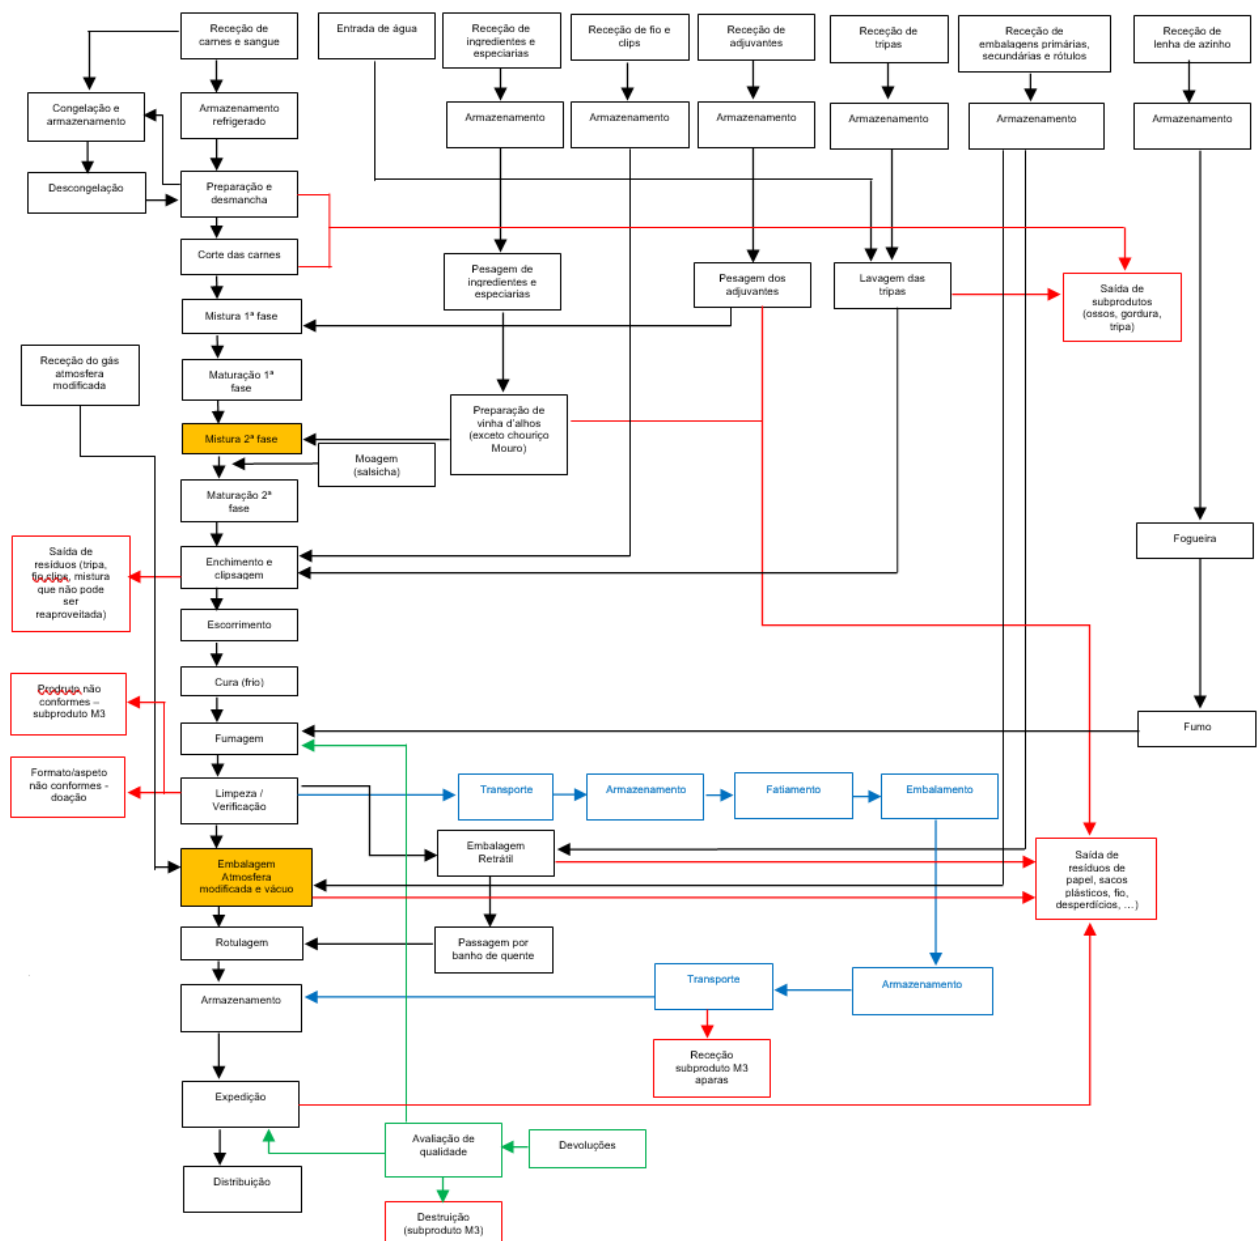 Receção de
carnes e sangue
Entrada de água
Receção de
ingredientes e
especiarias
Receção de fio e
clips
Receção de
adjuvantes
Receção de
tripas
Receção de
embalagens primárias,
secundárias e rótulos
Receção de
lenha de azinho
Congelação e
armazenamento
Armazenamento
refrigerado
Armazenamento
Armazenamento
Armazenamento
Armazenamento
Armazenamento
Armazenamento
Descongelação
Preparação e
desmancha
Corte das carnes
Pesagem de
ingredientes e
especiarias
Pesagem dos
adjuvantes
Lavagem das
tripas
Saída de
subprodutos
(ossos, gordura,
tripa)
Mistura 1ª fase
Receção do gás
atmosfera
modificada
Maturação 1ª
fase
Preparação de
vinha d'alhos
(exceto chouriço
Mouro)
Mistura 2ª fase
Moagem
(salsicha)
Maturação 2ª
fase
Fogueira
Saída de
resíduos (tripa,
fio clips, mistura
que não pode
ser
reaproveitada)
Enchimento e
clipsagem
Escorrimento
Cura (frio)
Prodruto não
conformes –
subproduto M3
Fumagem
Fumo
Formato/aspeto
não conformes -
doação
Limpeza /
Verificação
Transporte
Armazenamento
Fatiamento
Embalamento
Embalagem
Retrátil
Embalagem
Atmosfera
modificada e vácuo
Saída de
resíduos de
papel, sacos
plásticos, fio,
desperdícios, ...)
Rotulagem
Passagem por
banho de quente
Armazenamento
Transporte
Armazenamento
Receção
subproduto M3
aparas
Expedição
Avaliação de
qualidade
Devoluções
Distribuição
Destruição
(subproduto M3)